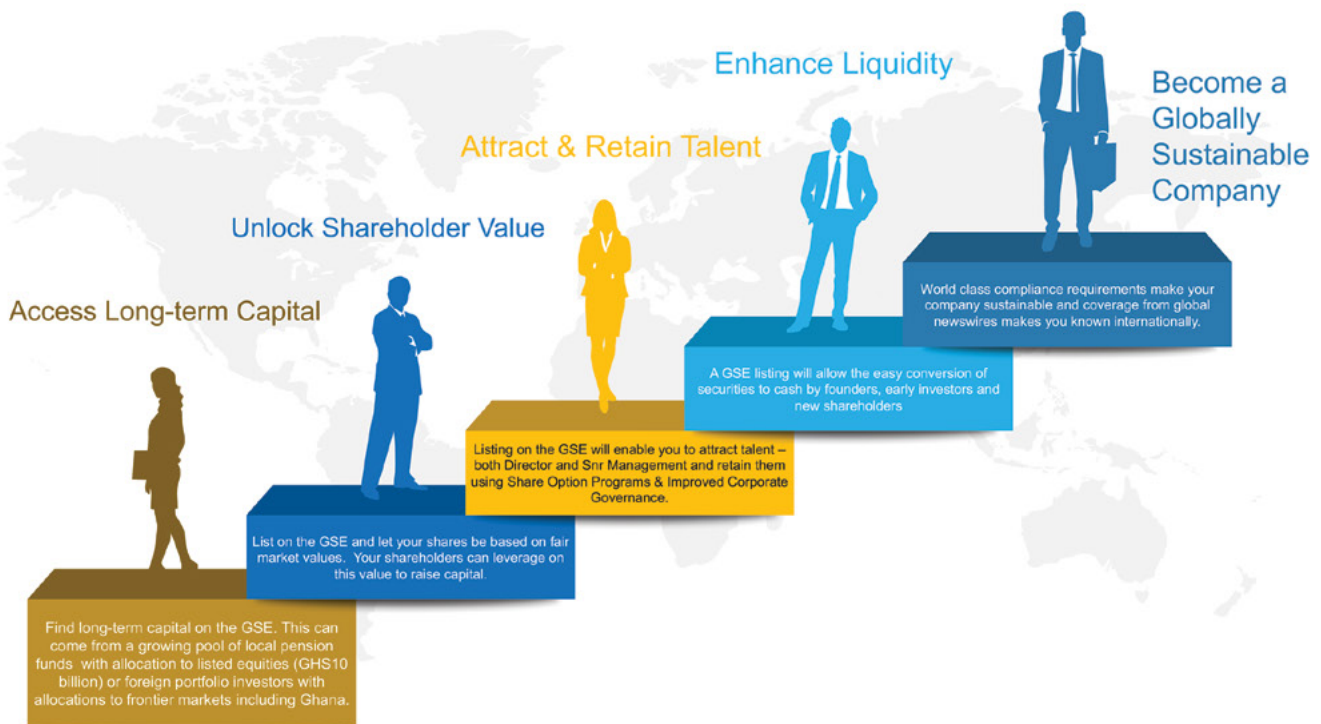 Access Long-term Capital
Find long-term capital on the GSE. This can
come from a growing pool of local pension
funds with allocation to listed equities (GHS10
billion) or foreign portfolio investors with
allocations to frontier markets including Ghana.
Unlock Shareholder Value
List on the GSE and let your shares be based on fair
market values. Your shareholders can leverage on
this value to raise capital.
Attract & Retain Talent
Listing on the GSE will enable you to attract talent –
both Director and Snr Management and retain them
using Share Option Programs & Improved Corporate
Governance.
Enhance Liquidity
A GSE listing will allow the easy conversion of
securities to cash by founders, early investors and
new shareholders
Become a
Globally
Sustainable
Company
World class compliance requirements make your
company sustainable and coverage from global
newswires makes you known internationally.